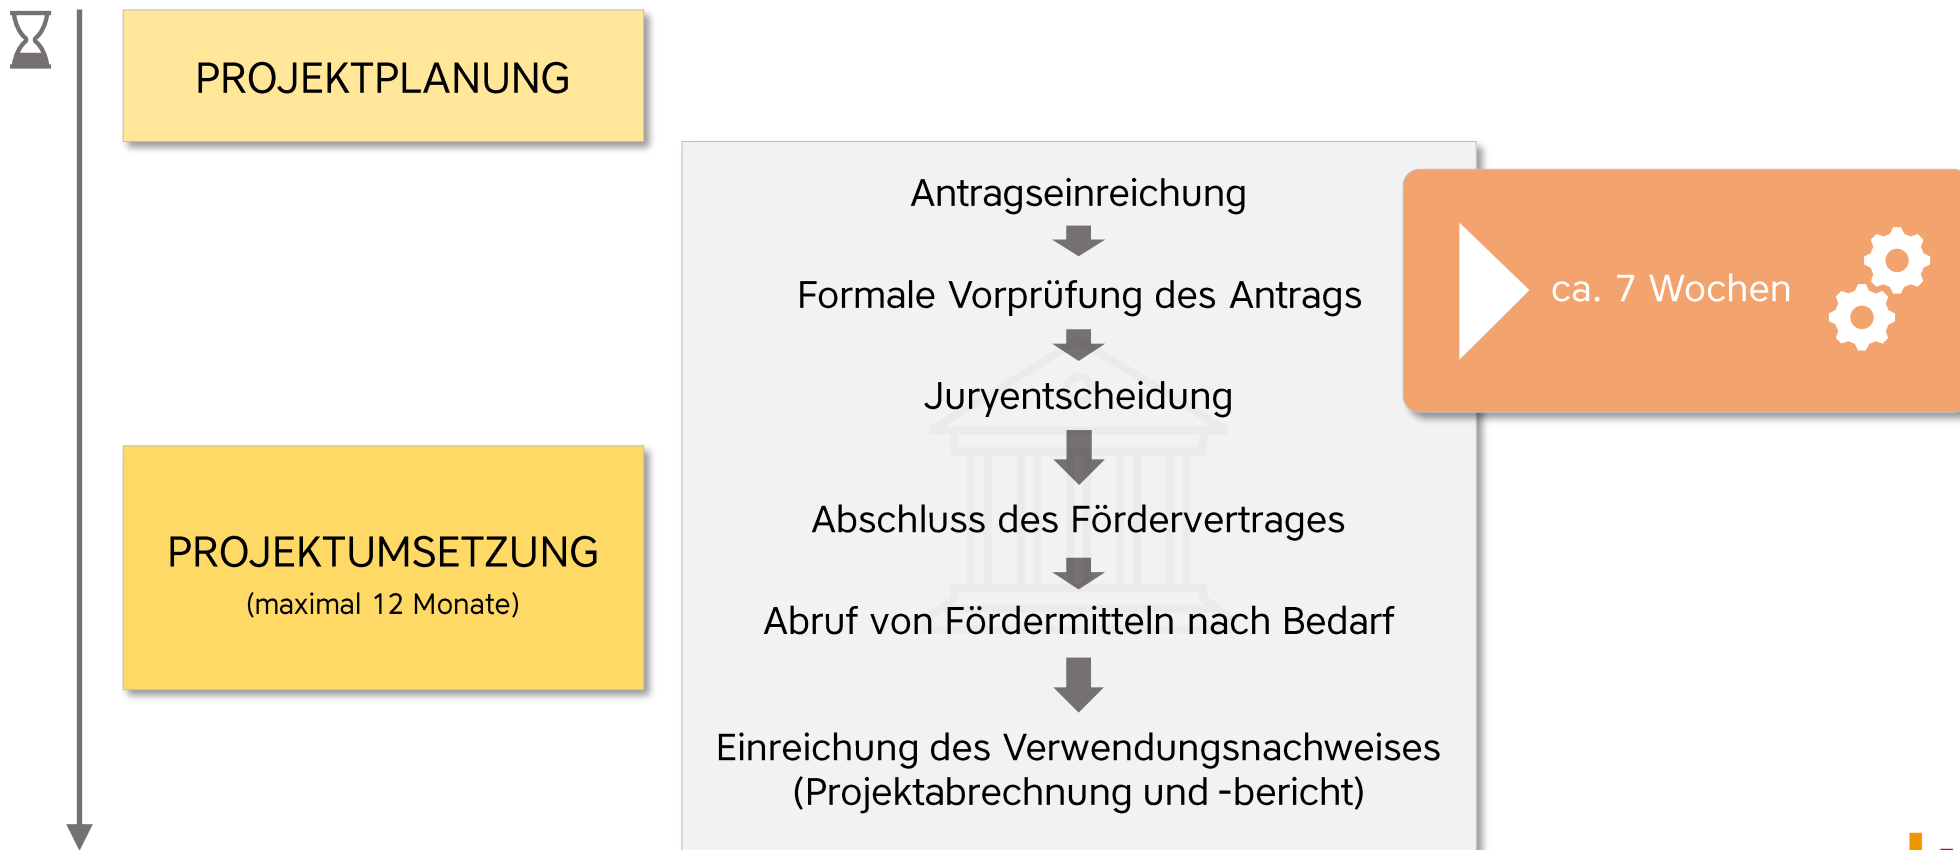 PROJEKTPLANUNG
Antragseinreichung
Formale Vorprüfung des Antrags
ca. 7 Wochen
Juryentscheidung
Abschluss des Fördervertrages
PROJEKTUMSETZUNG
(maximal 12 Monate)
Abruf von Fördermitteln nach Bedarf
Einreichung des Verwendungsnachweises
(Projektabrechnung und -bericht)